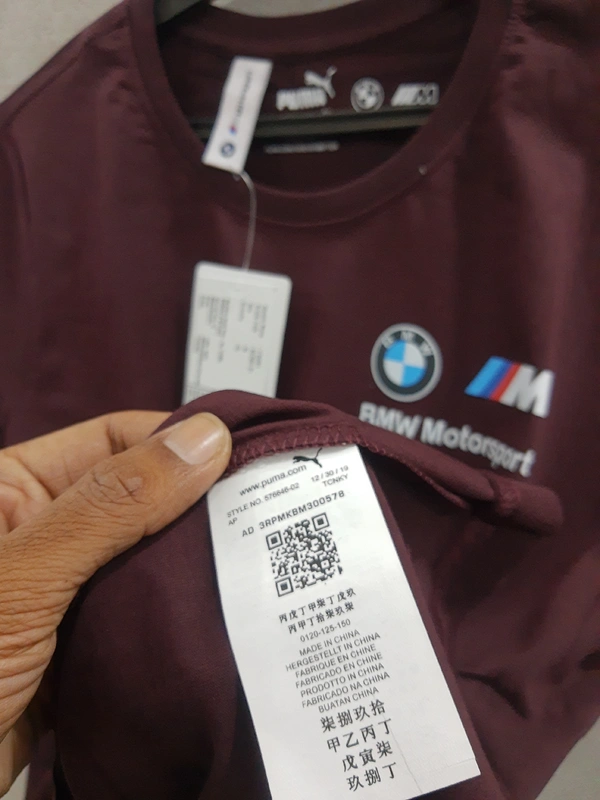 PUMA
M
BMW
M
BMW Motorsport
www.puma.com
STYLE NO. 576648-02 12 / 30 / 19
AP TCNKY
AD 3RPMKBM300578
丙戊丁甲柒丁戊玖
丙甲丁拾柒玖柒
0120-125-150
MADE IN CHINA
HERGESTELLT IN CHINA
FABRIQUE EN CHINE
FABRICADO EN CHINE
PRODOTTO IN CHINA
FABRICADO NA CHINA
BUATAN CHINA
柒捌玖拾
甲乙丙丁
戊寅柒
玖捌丁